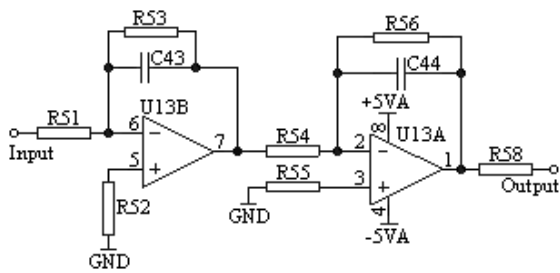 R53
C43
R51
Input
U13B
6
5
7
R52
GND
R56
C44
+5VA
8
U13A
R54
2
R55
3
GND
1
4
-5VA
R58
Output